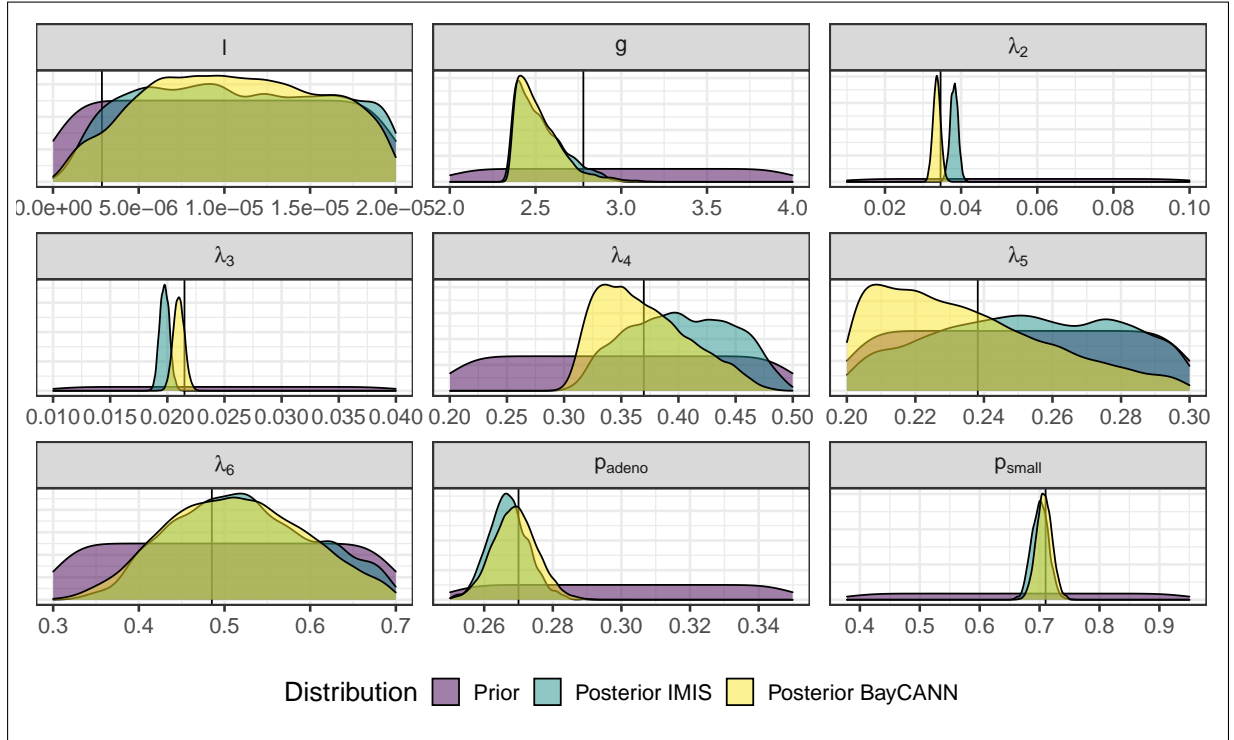 l g λ2
0.0e+00 5.0e−06 1.0e−05 1.5e−05 2.0e−05 2.0 2.5 3.0 3.5 4.0 0.02 0.04 0.06 0.08 0.10
λ3 λ4 λ5
0.010 0.015 0.020 0.025 0.030 0.035 0.040 0.20 0.25 0.30 0.35 0.40 0.45 0.50 0.20 0.22 0.24 0.26 0.28 0.30
λ6 padeno psmall
0.3 0.4 0.5 0.6 0.7 0.26 0.28 0.30 0.32 0.34 0.4 0.5 0.6 0.7 0.8 0.9
Distribution Prior Posterior IMIS Posterior BayCANN